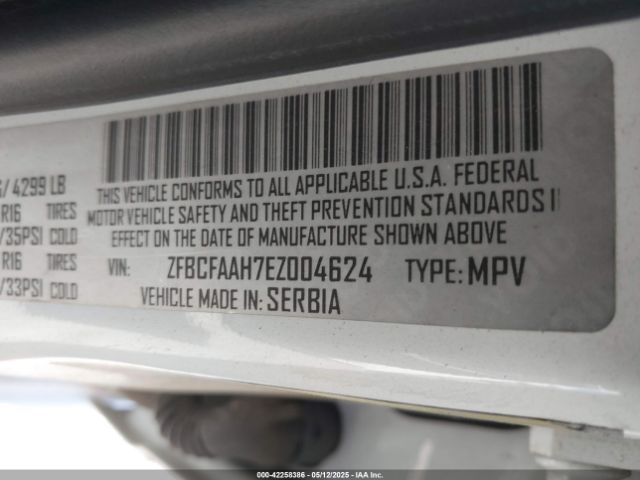 / 4299 LB
THIS VEHICLE CONFORMS TO ALL APPLICABLE U.S.A. FEDERAL
R16 TIRES
MOTOR VEHICLE SAFETY AND THEFT PREVENTION STANDARDS I
/35PSI COLD
EFFECT ON THE DATE OF MANUFACTURE SHOWN ABOVE
R16 TIRES
VIN: ZFBCFAAH7EZ004624 TYPE: MPV
/33PSI COLD
VEHICLE MADE IN: SERBIA
000-42258386 - 05/12/2025 - IAA Inc.